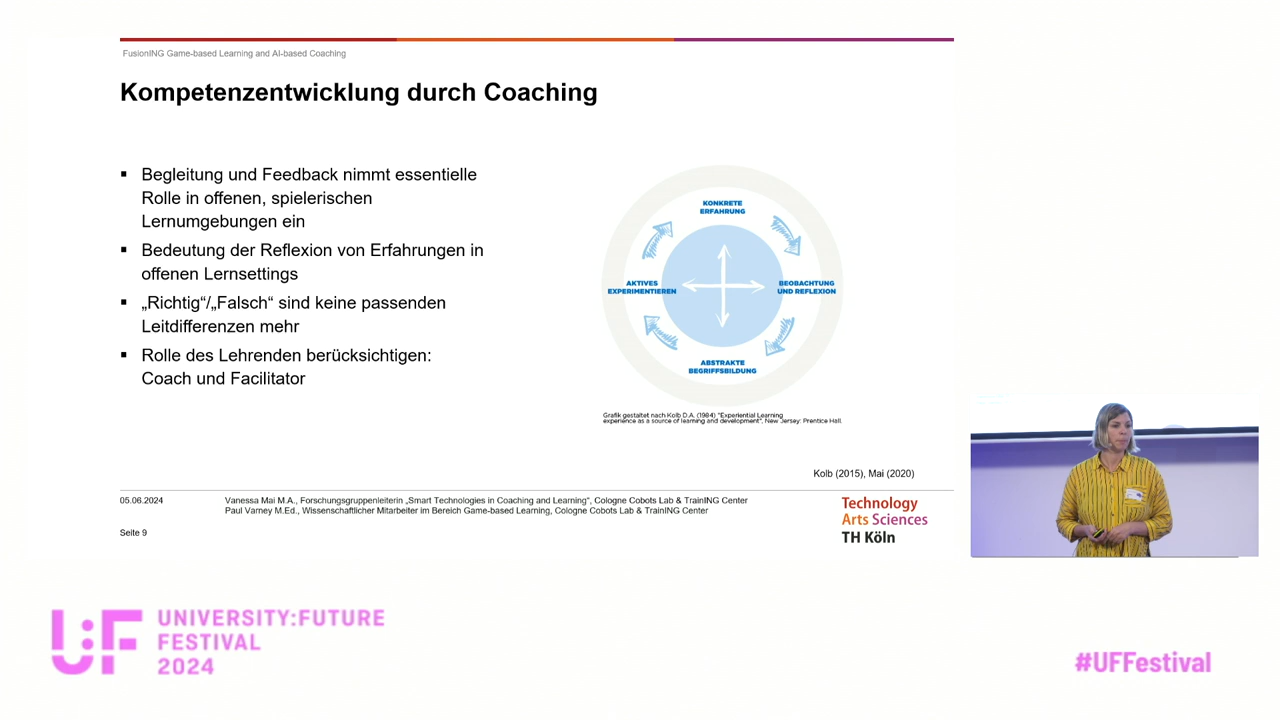 FusionING Game-based Learning and AI-based Coaching
Kompetenzentwicklung durch Coaching
▪ Begleitung und Feedback nimmt essentielle
Rolle in offenen, spielerischen
Lernumgebungen ein
▪ Bedeutung der Reflexion von Erfahrungen in
offenen Lernsettings
▪ „Richtig“/„Falsch“ sind keine passenden
Leitdifferenzen mehr
▪ Rolle des Lehrenden berücksichtigen:
Coach und Facilitator
KONKRETE
ERFAHRUNG
AKTIVES
EXPERIMENTIEREN
BEOBACHTUNG
UND REFLEXION
ABSTRAKTE
BEGRIFFSBILDUNG
Grafik gestaltet nach Kolb D.A. (1984) "Experiential Learning
experience as a source of learning and development", New Jersey: Prentice Hall.
Kolb (2015), Mai (2020)
05.06.2024
Vanessa Mai M.A., Forschungsgruppenleiterin „Smart Technologies in Coaching and Learning“, Cologne Cobots Lab & TrainING Center
Paul Varney M.Ed., Wissenschaftlicher Mitarbeiter im Bereich Game-based Learning, Cologne Cobots Lab & TrainING Center
Seite 9
Technology
Arts Sciences
TH Köln
U:F
UNIVERSITY:FUTURE
FESTIVAL
2024
#UFFestival